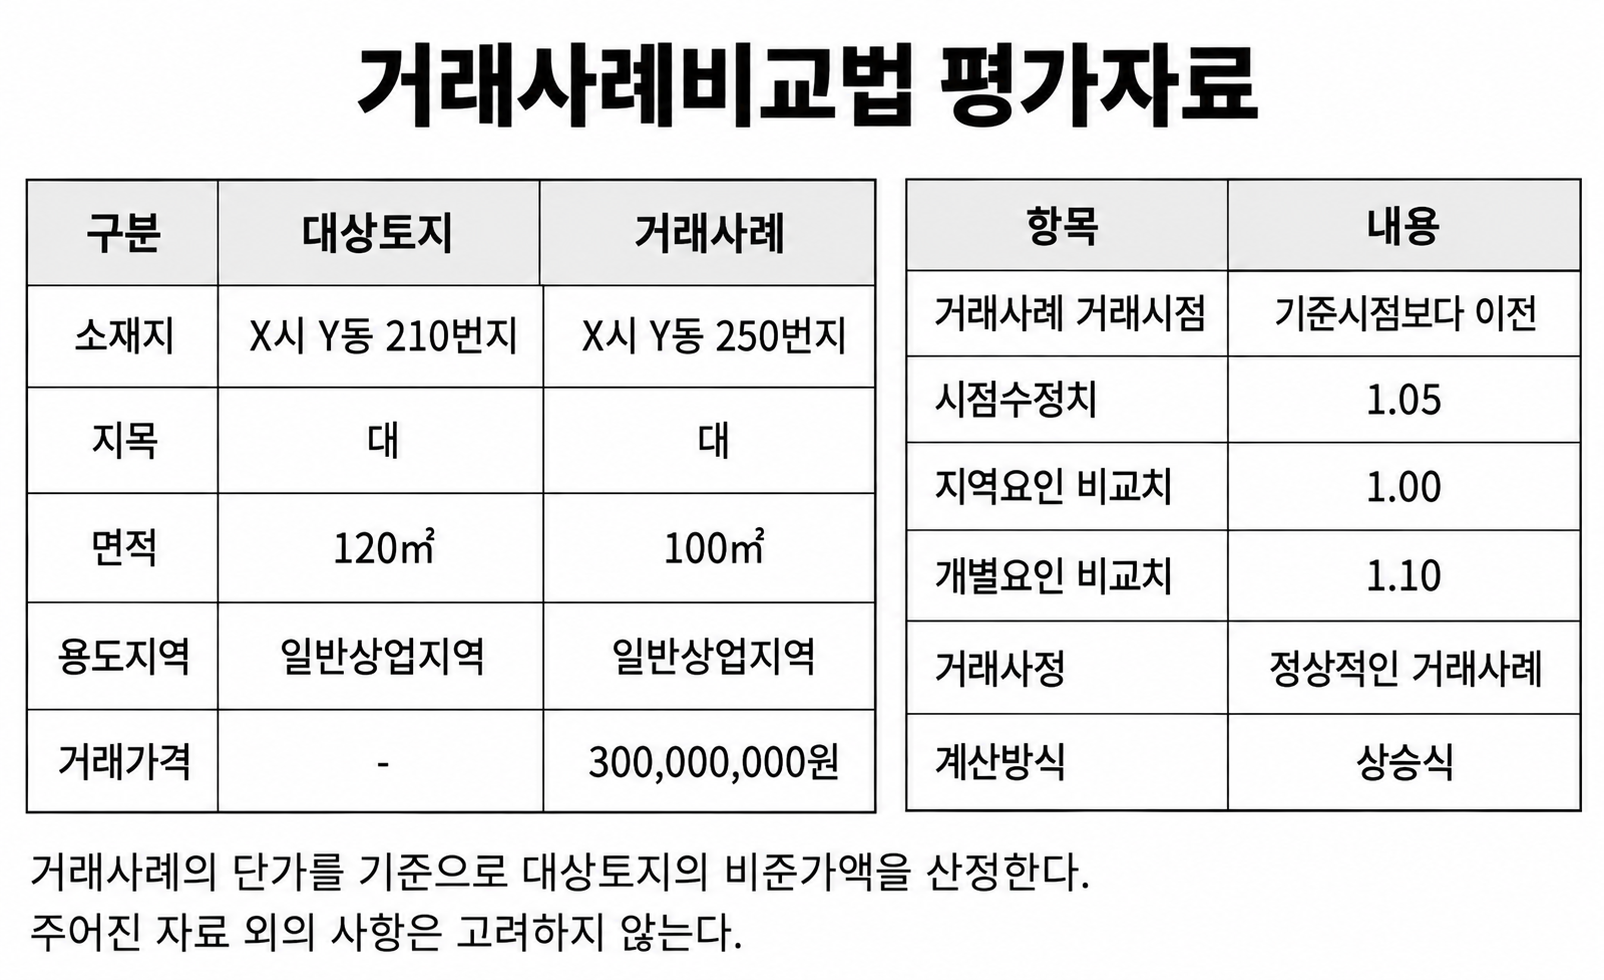 거래사례비교법 평가자료
구분 대상토지 거래사례
소재지 X시 Y동 210번지 X시 Y동 250번지
지목 대 대
면적 120㎡ 100㎡
용도지역 일반상업지역 일반상업지역
거래가격 - 300,000,000원
항목 내용
거래사례 거래시점 기준시점보다 이전
시점수정치 1.05
지역요인 비교치 1.00
개별요인 비교치 1.10
거래사정 정상적인 거래사례
계산방식 상승식
거래사례의 단가를 기준으로 대상토지의 비준가액을 산정한다.
주어진 자료 외의 사항은 고려하지 않는다.